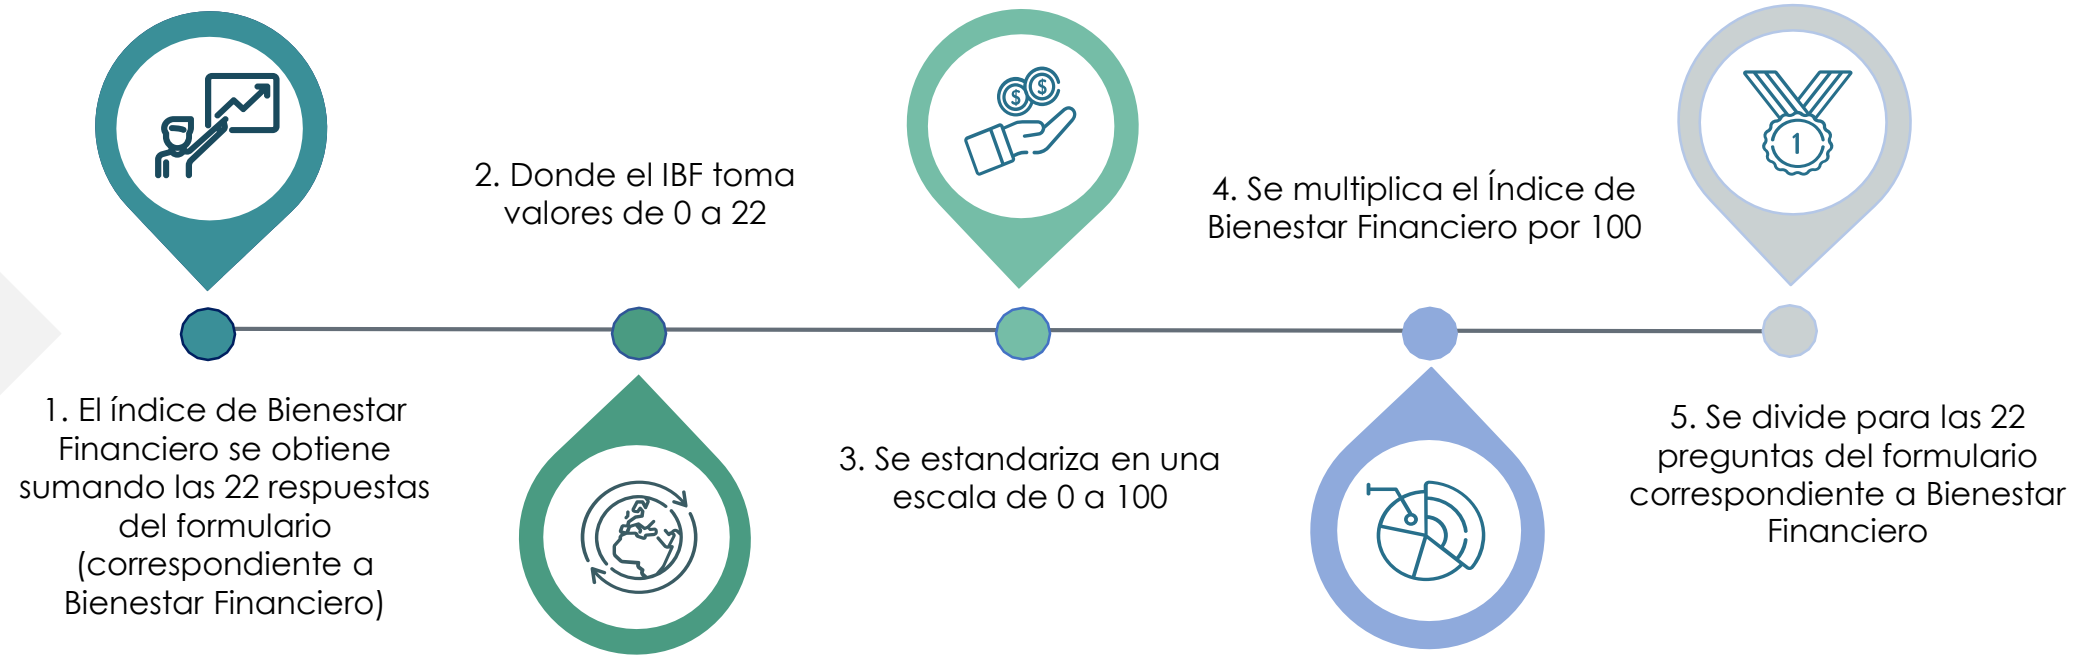 1. El índice de Bienestar
Financiero se obtiene
sumando las 22 respuestas
del formulario
(correspondiente a
Bienestar Financiero)
2. Donde el IBF toma
valores de 0 a 22
$ $
3. Se estandariza en una
escala de 0 a 100
4. Se multiplica el Índice de
Bienestar Financiero por 100
1
5. Se divide para las 22
preguntas del formulario
correspondiente a Bienestar
Financiero